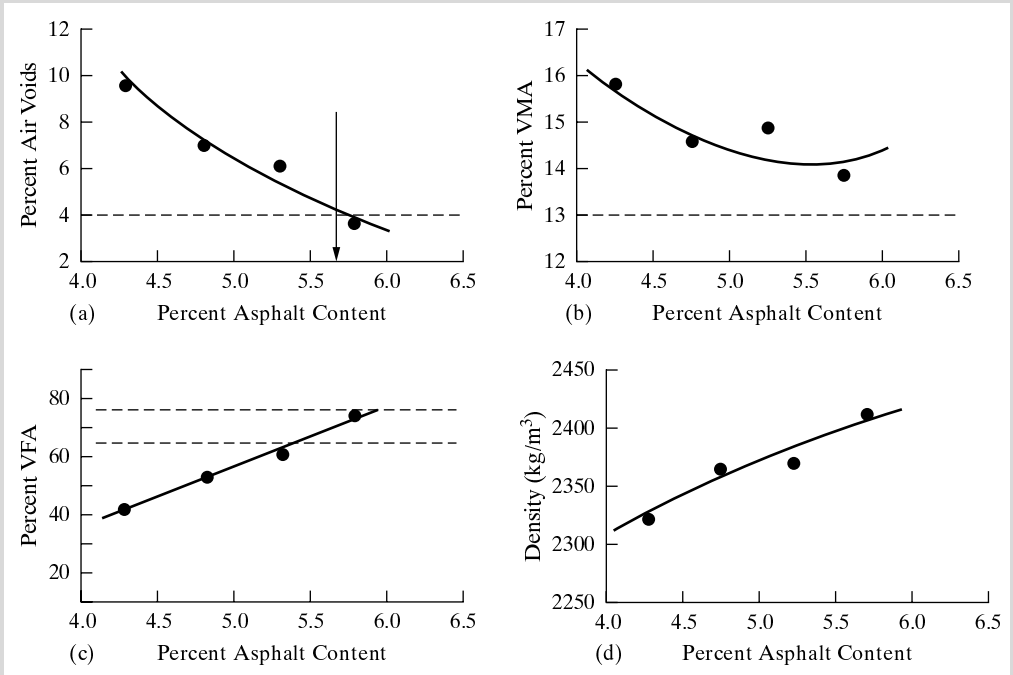 12
10
8
6
4
2
Percent Air Voids
4.0 4.5 5.0 5.5 6.0 6.5
(a) Percent Asphalt Content
17
16
15
14
13
12
Percent VMA
4.0 4.5 5.0 5.5 6.0 6.5
(b) Percent Asphalt Content
80
60
40
20
Percent VFA
4.0 4.5 5.0 5.5 6.0 6.5
(c) Percent Asphalt Content
2450
2400
2350
2300
2250
Density (kg/m³)
4.0 4.5 5.0 5.5 6.0 6.5
(d) Percent Asphalt Content